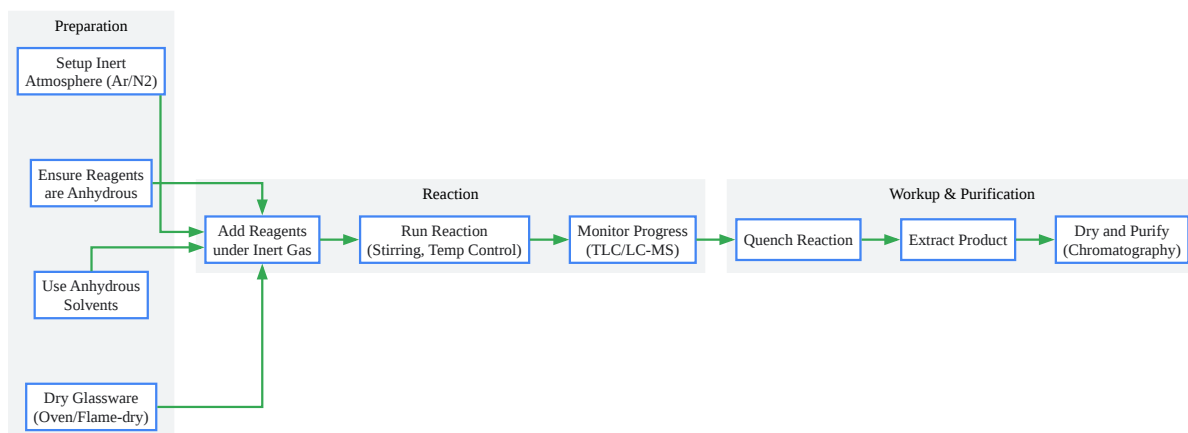 Preparation
Setup Inert
Atmosphere (Ar/N2)
Ensure Reagents
are Anhydrous
Use Anhydrous
Solvents
Dry Glassware
(Oven/Flame-dry)
Reaction
Add Reagents
under Inert Gas
Run Reaction
(Stirring, Temp Control)
Monitor Progress
(TLC/LC-MS)
Workup & Purification
Quench Reaction
Extract Product
Dry and Purify
(Chromatography)